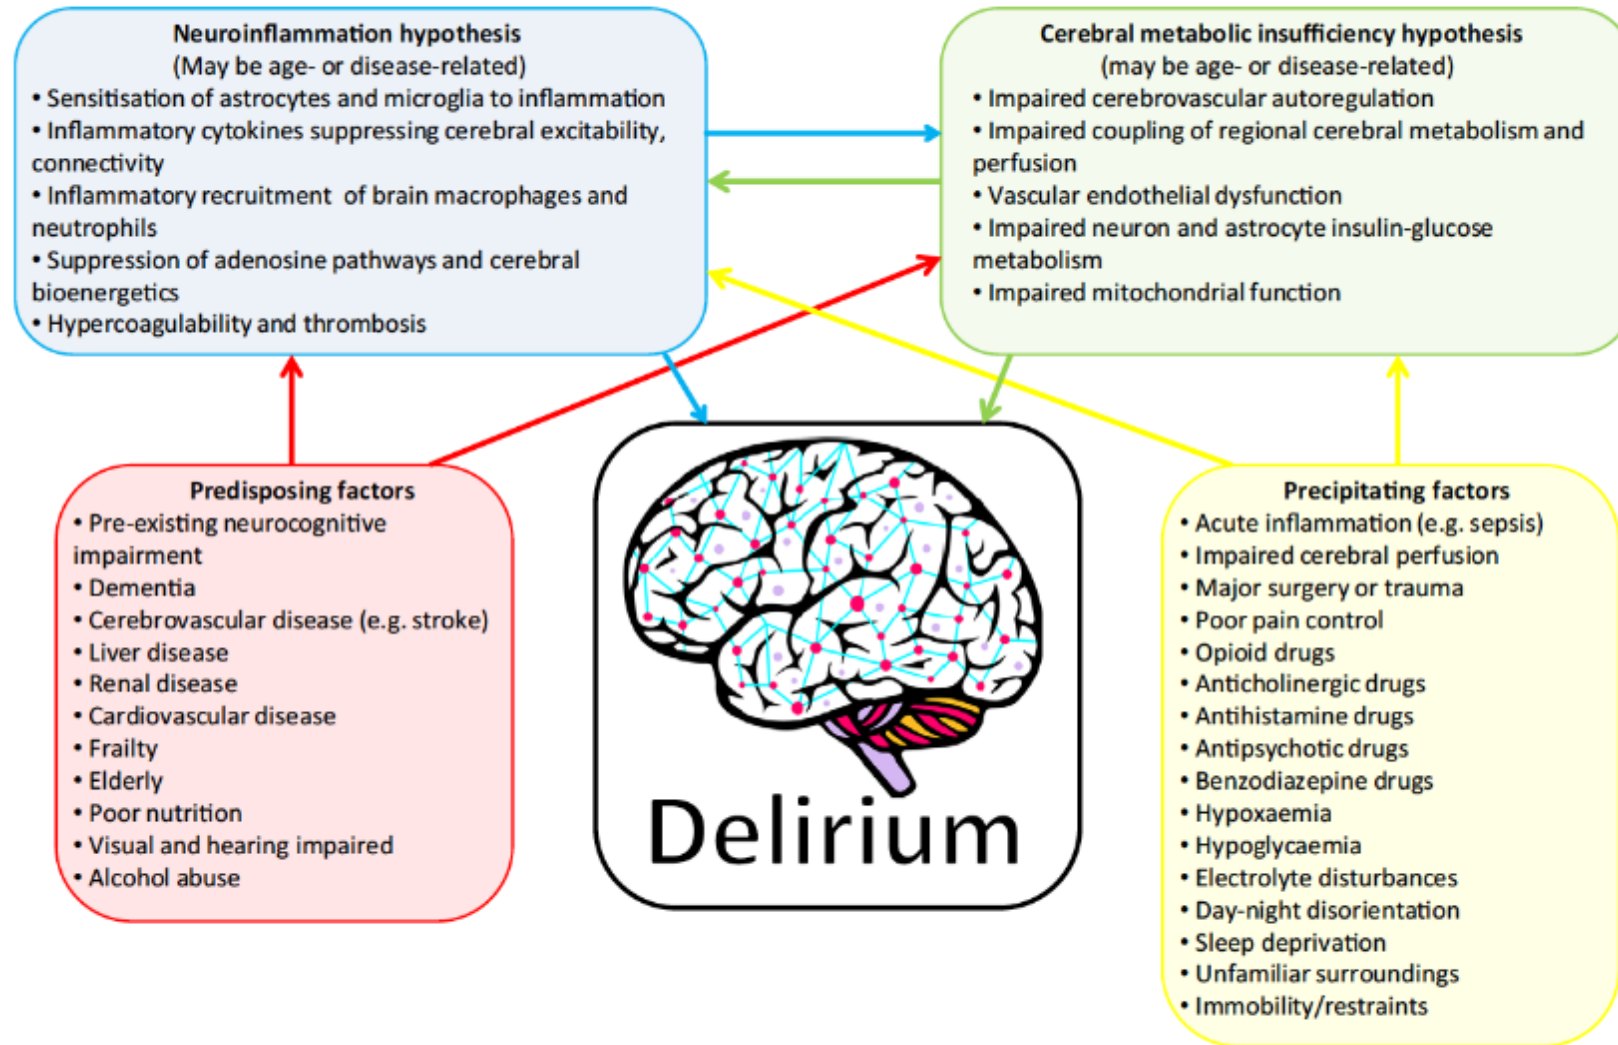 Neuroinflammation hypothesis
(May be age- or disease-related)
• Sensitisation of astrocytes and microglia to inflammation
• Inflammatory cytokines suppressing cerebral excitability,
connectivity
• Inflammatory recruitment of brain macrophages and
neutrophils
• Suppression of adenosine pathways and cerebral
bioenergetics
• Hypercoagulability and thrombosis
Cerebral metabolic insufficiency hypothesis
(may be age- or disease-related)
• Impaired cerebrovascular autoregulation
• Impaired coupling of regional cerebral metabolism and
perfusion
• Vascular endothelial dysfunction
• Impaired neuron and astrocyte insulin-glucose
metabolism
• Impaired mitochondrial function
Predisposing factors
• Pre-existing neurocognitive
impairment
• Dementia
• Cerebrovascular disease (e.g. stroke)
• Liver disease
• Renal disease
• Cardiovascular disease
• Frailty
• Elderly
• Poor nutrition
• Visual and hearing impaired
• Alcohol abuse
Delirium
Precipitating factors
• Acute inflammation (e.g. sepsis)
• Impaired cerebral perfusion
• Major surgery or trauma
• Poor pain control
• Opioid drugs
• Anticholinergic drugs
• Antihistamine drugs
• Antipsychotic drugs
• Benzodiazepine drugs
• Hypoxaemia
• Hypoglycaemia
• Electrolyte disturbances
• Day-night disorientation
• Sleep deprivation
• Unfamiliar surroundings
• Immobility/restraints